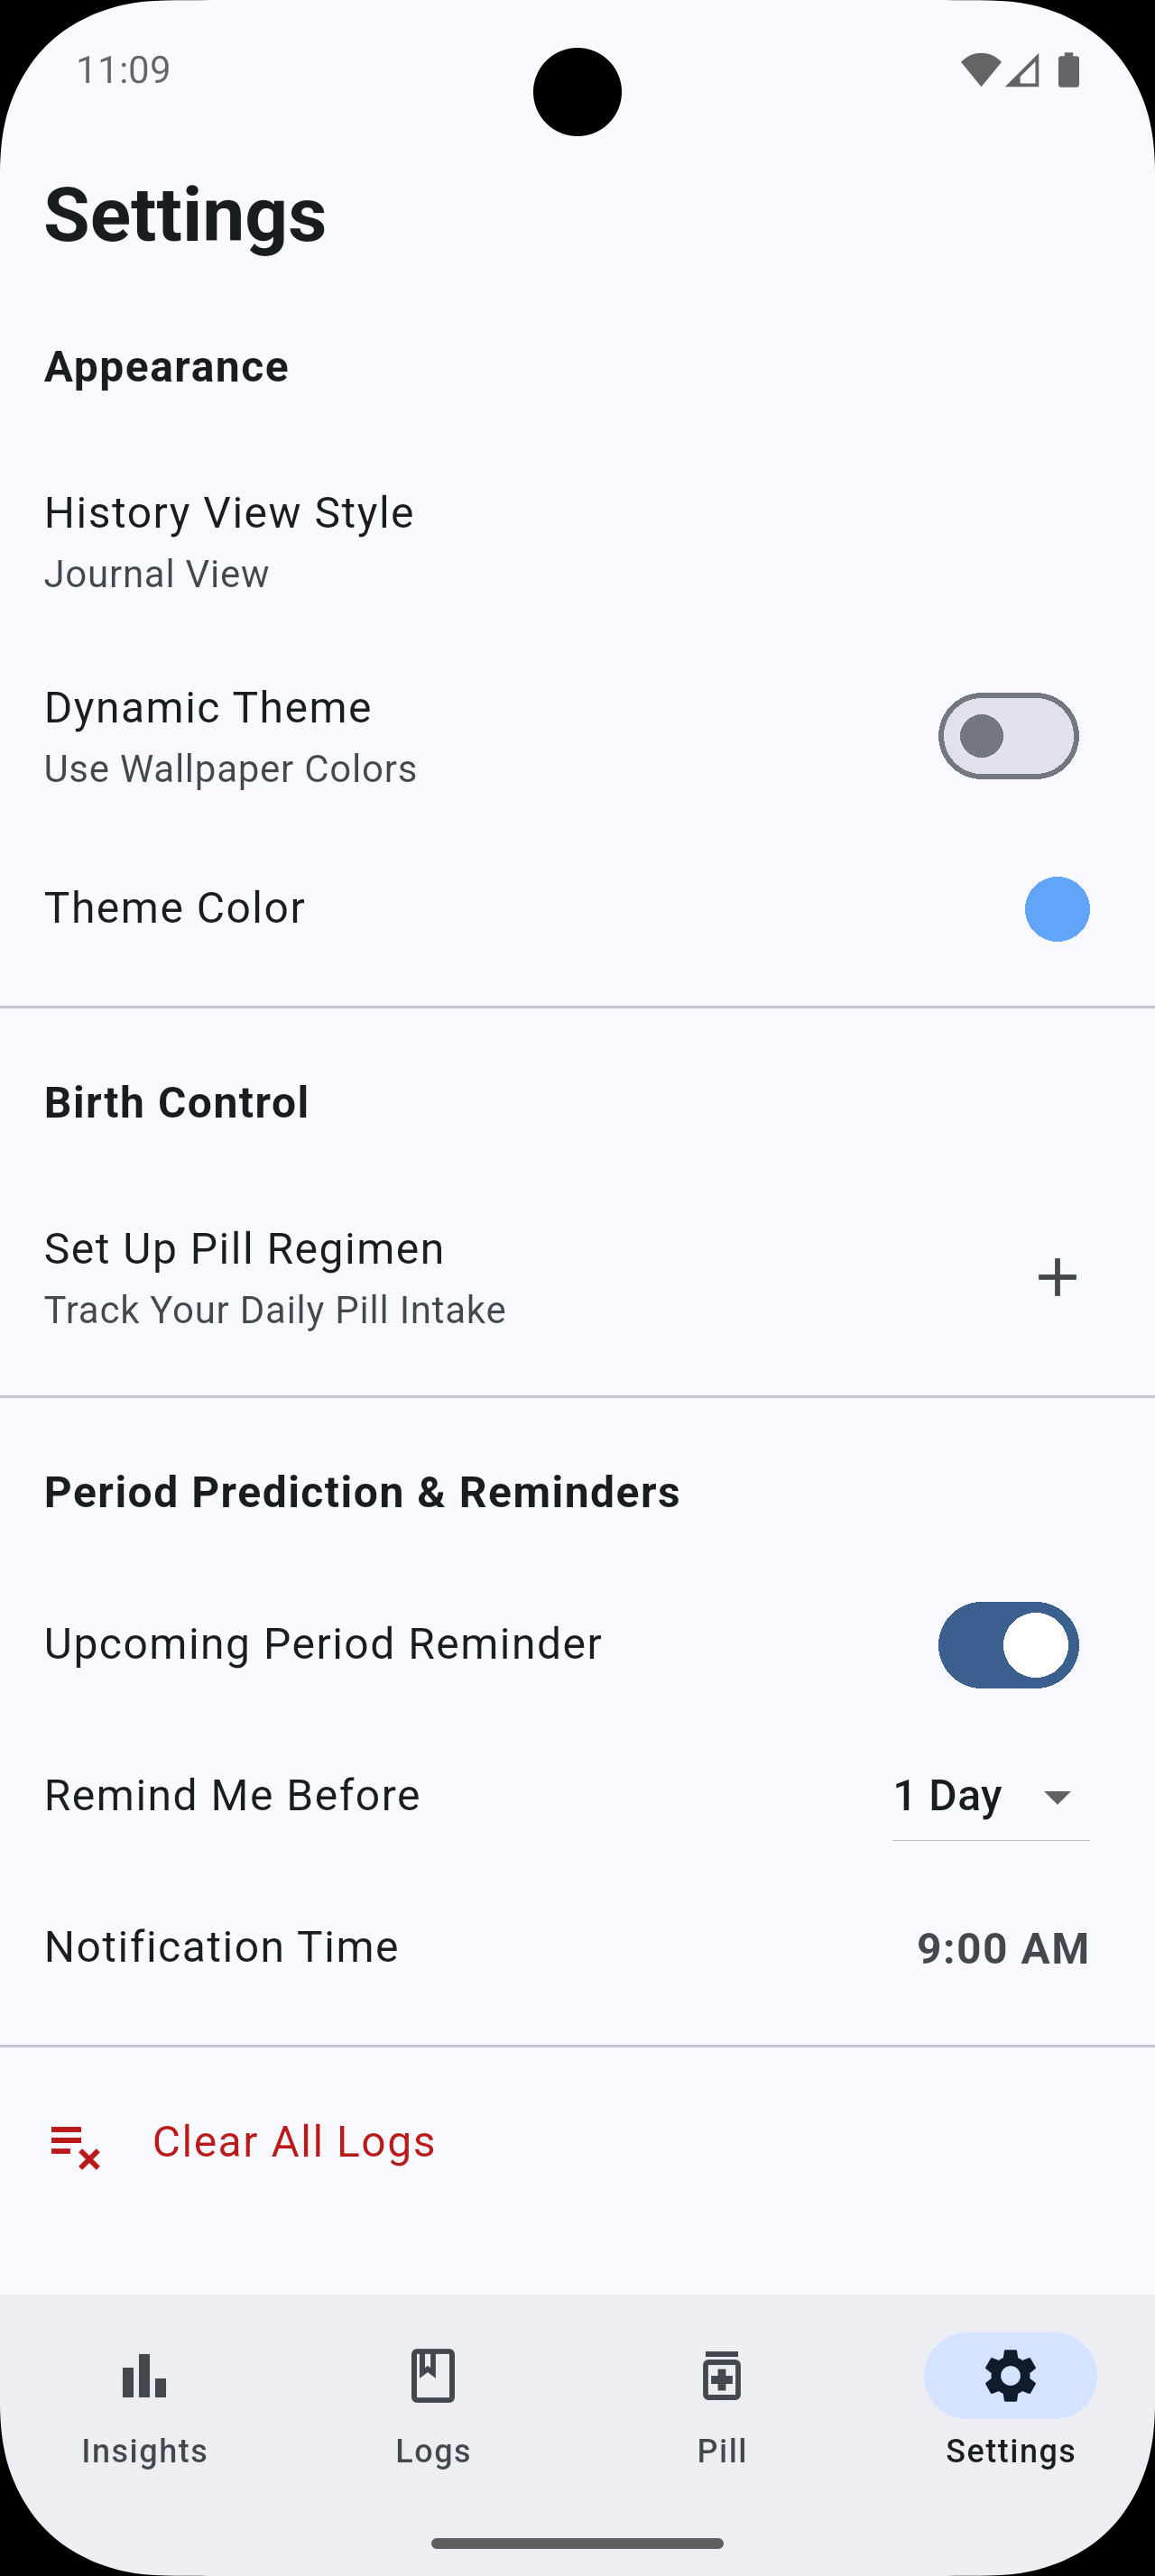 11:09
Settings
Appearance
History View Style
Journal View
Dynamic Theme
Use Wallpaper Colors
Theme Color
Birth Control
Set Up Pill Regimen
Track Your Daily Pill Intake
Period Prediction & Reminders
Upcoming Period Reminder
Remind Me Before
1 Day
Notification Time
9:00 AM
Clear All Logs
Insights
Logs
Pill
Settings